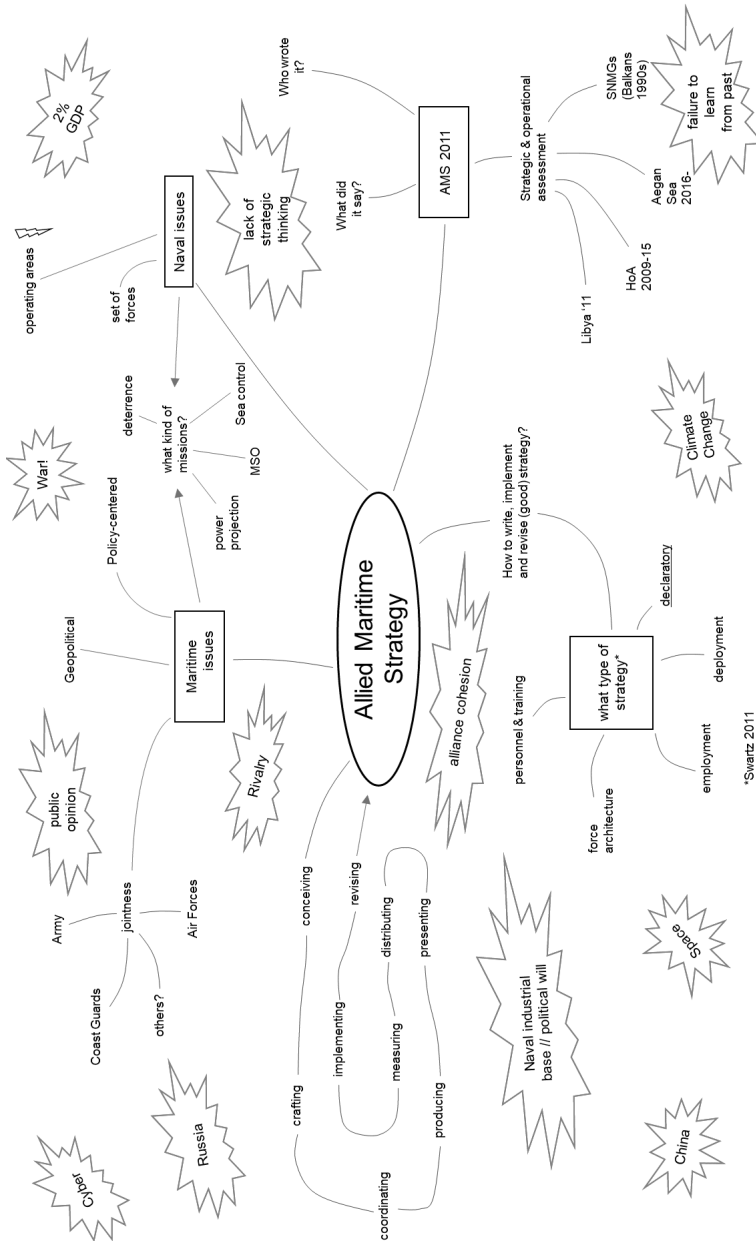 Cyber
Russia
public
opinion
War!
2%
GDP
Coast Guards
Army
jointness
Air Forces
others?
Geopolitical
Policy-centered
Maritime
issues
Rivalry
deterrence
what kind of
missions?
power
projection
MSO
Sea control
operating areas
set of
forces
Naval issues
lack of
strategic
thinking
Who wrote
it?
What did
it say?
AMS 2011
Strategic & operational
assessment
Libya ‘11
HoA
2009-15
Aegan
Sea
2016-
SNMGs
(Balkans
1990s)
failure to
learn
from past
Allied Maritime
Strategy
conceiving
crafting
coordinating
producing
presenting
distributing
measuring
implementing
revising
alliance cohesion
How to write, implement
and revise (good) strategy?
what type of
strategy*
personnel & training
force
architecture
employment
deployment
declaratory
*Swartz 2011
Naval industrial
base // political will
China
Space
Climate
Change